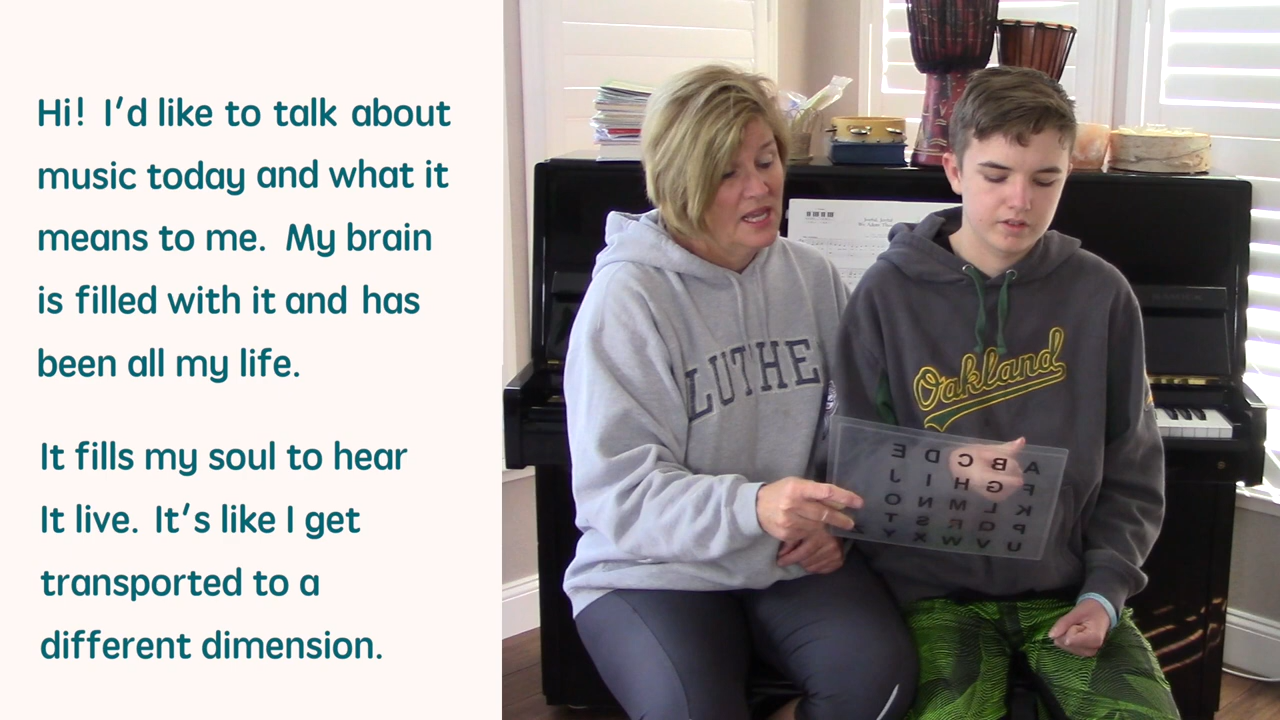 Hi! I'd like to talk about
music today and what it
means to me. My brain
is filled with it and has
been all my life.
It fills my soul to hear
It live. It's like I get
transported to a
different dimension.
LUTHE
Oakland
A B C D E
F G H I J
K L M N O
P Q R S T
U V W X Y Z